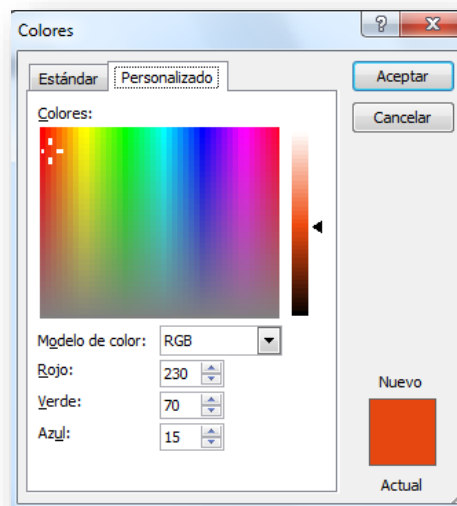 Colores
?
X
Estándar
Personalizado
Aceptar
Cancelar
Colores:
Modelo de color: RGB
Rojo: 230
Verde: 70
Azul: 15
Nuevo
Actual